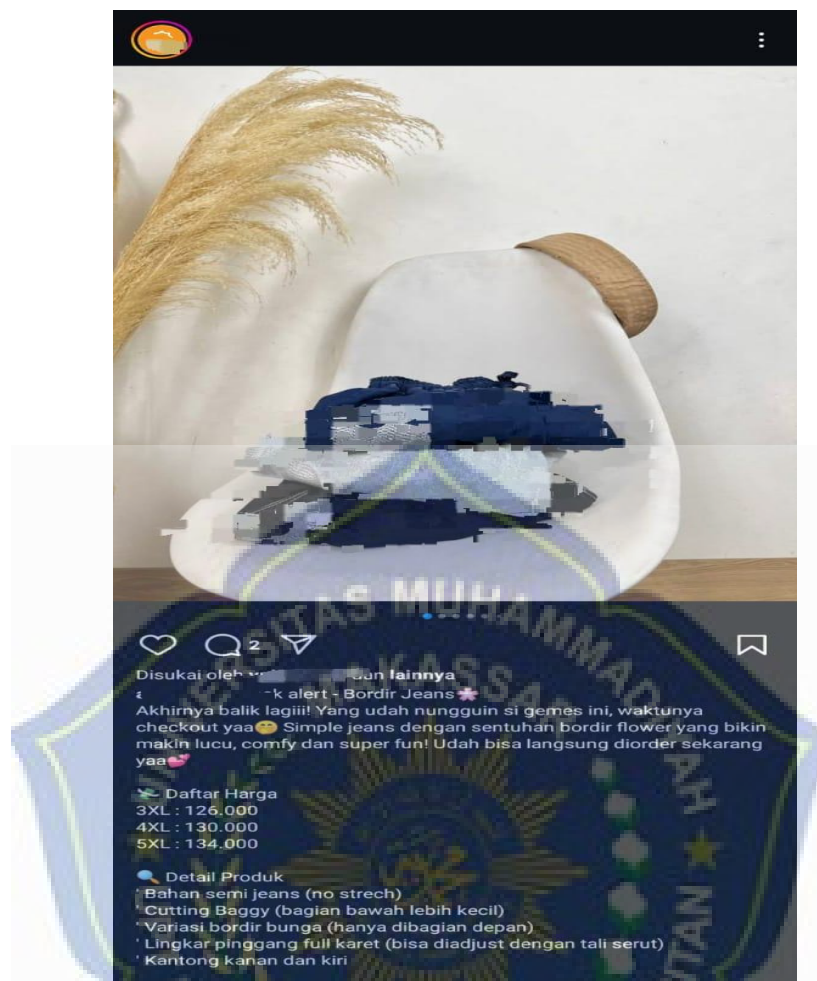 2
Disukai oleh dan lainnya
alert - Bordir Jeans🌸
Akhirnya balik lagiii! Yang udah nungguin si gemes ini, waktunya
checkout yaa😊 Simple jeans dengan sentuhan bordir flower yang bikin
makin lucu, comfy dan super fun! Udah bisa langsung diorder sekarang
yaa💕
Daftar Harga
3XL : 126.000
4XL : 130.000
5XL : 134.000
🔍 Detail Produk
' Bahan semi jeans (no strech)
' Cutting Baggy (bagian bawah lebih kecil)
' Variasi bordir bunga (hanya dibagian depan)
' Lingkar pinggang full karet (bisa diadjust dengan tali serut)
' Kantong kanan dan kiri
MUHAMMADIYAH